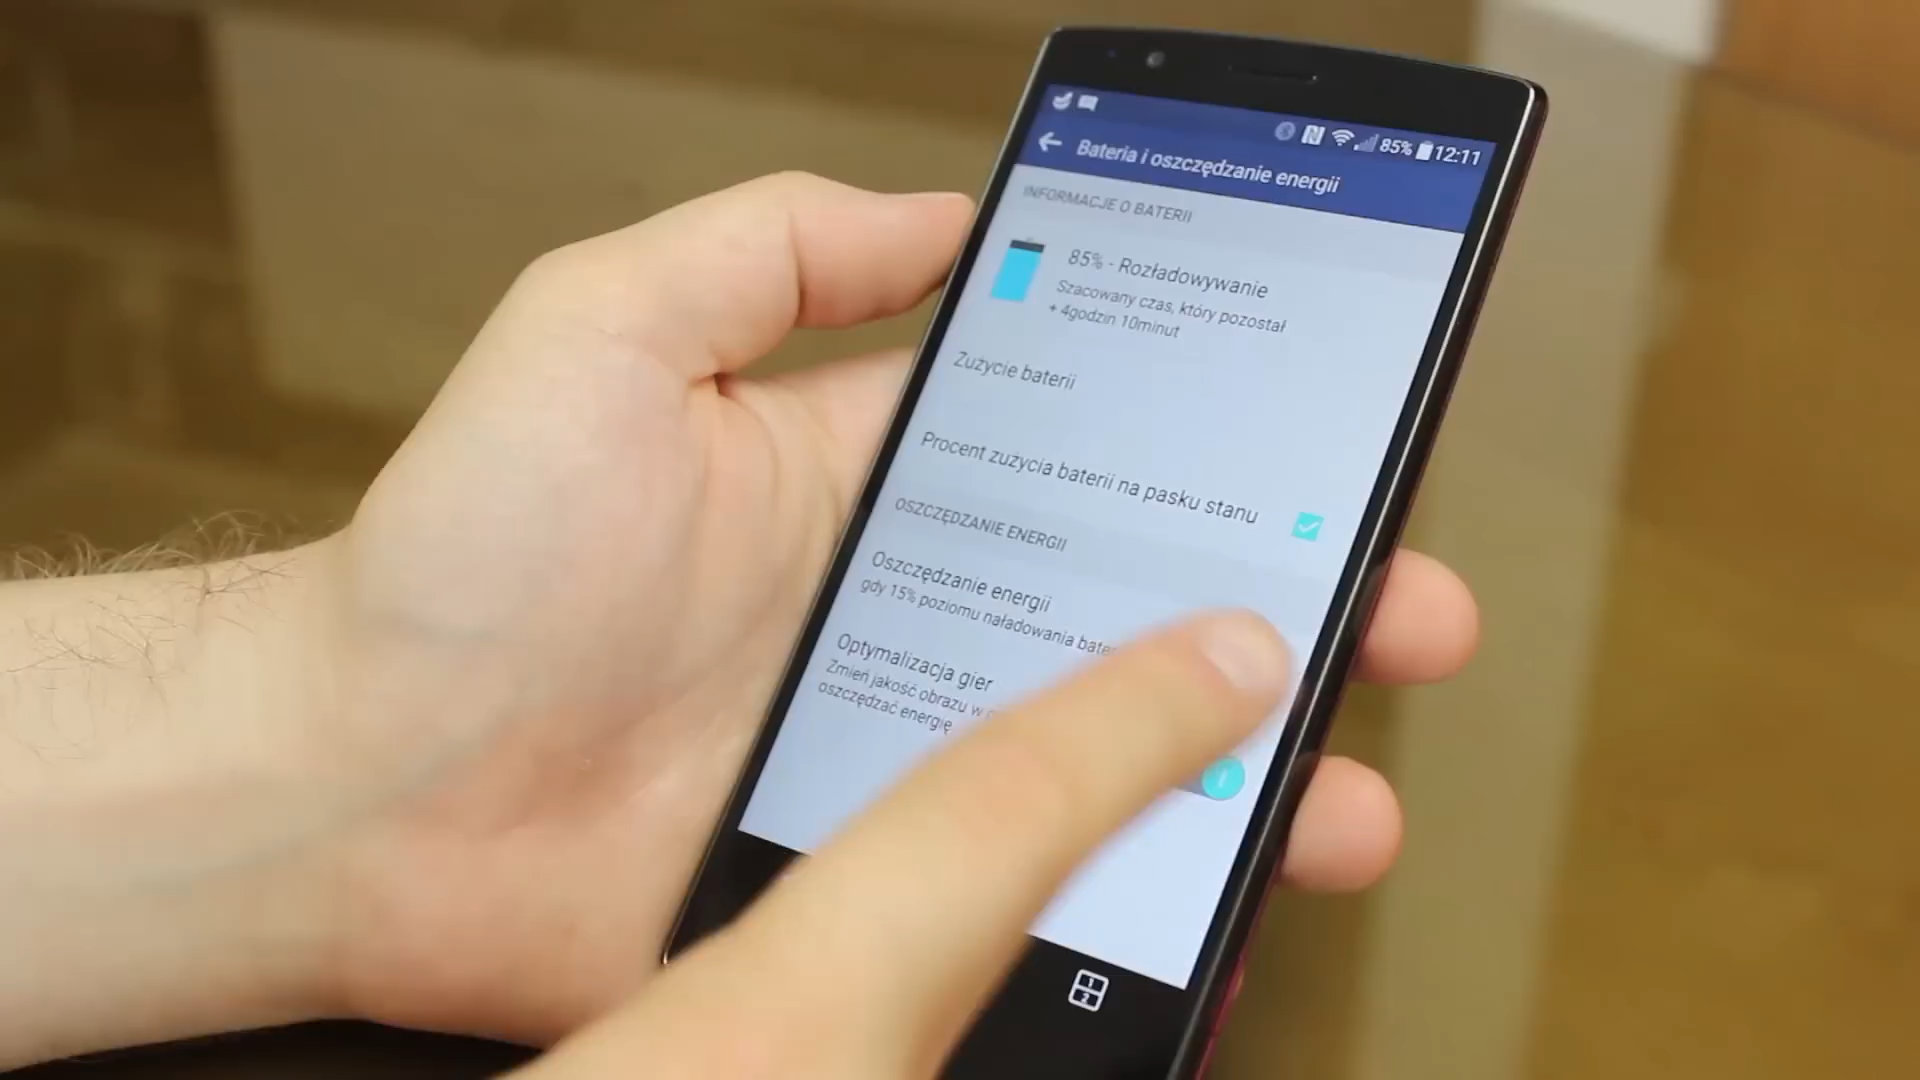 85% 12:11
Bateria i oszczędzanie energii
INFORMACJE O BATERII
85% - Rozładowywanie
Szacowany czas, który pozostał
+ 4godzin 10minut
Zużycie baterii
Procent zużycia baterii na pasku stanu
OSZCZĘDZANIE ENERGII
Oszczędzanie energii
gdy 15% poziomu naładowania
Optymalizacja gier
Zmień jakość obrazu w
oszczędzać energię
1
2